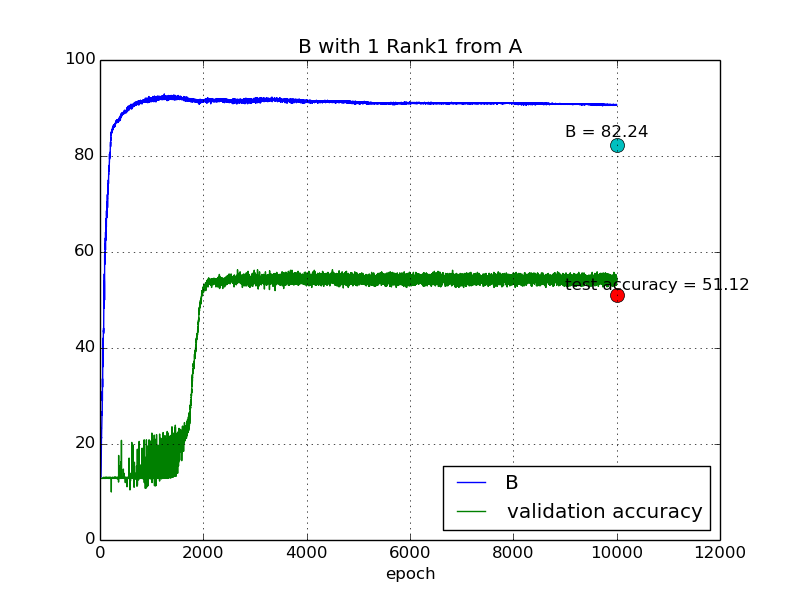 B with 1 Rank1 from A
100
80
60
40
20
0
B = 82.24
test accuracy = 51.12
B
validation accuracy
0 2000 4000 6000 8000 10000 12000
epoch